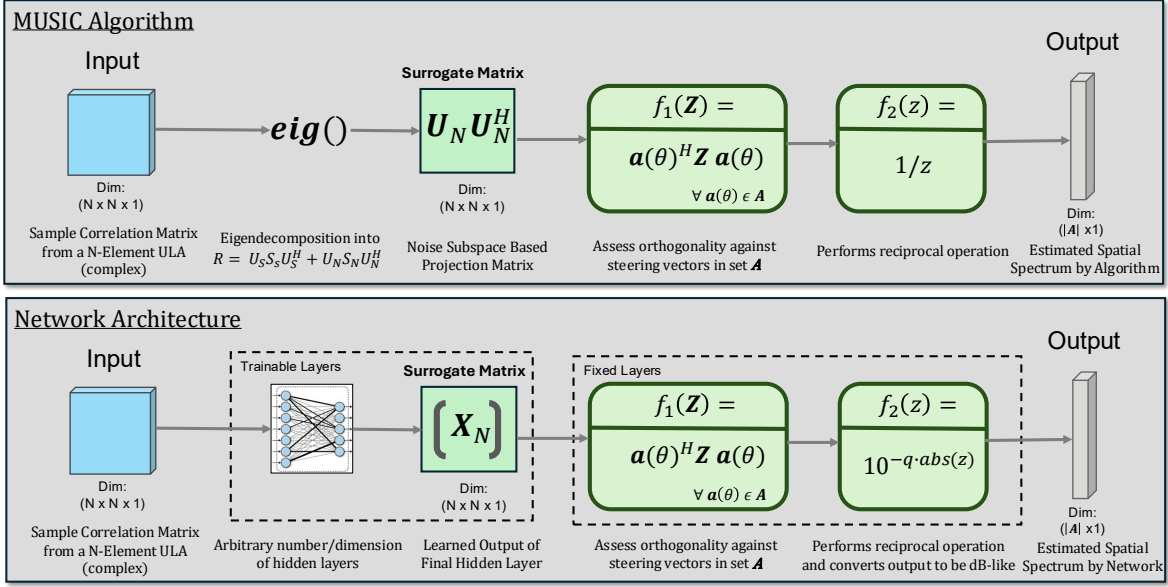 MUSIC Algorithm
Input
Dim:
(N x N x 1)
Sample Correlation Matrix
from a N-Element ULA
(complex)
eig()
Eigendecomposition into
R = U_S S_s U_S^H + U_N S_N U_N^H
Surrogate Matrix
U_N U_N^H
Dim:
(N x N x 1)
Noise Subspace Based
Projection Matrix
f_1(Z) =
a(θ)^H Z a(θ)
∀ a(θ) ϵ A
Assess orthogonality against
steering vectors in set A
f_2(z) =
1/z
Performs reciprocal operation
Output
Dim:
(|A| x1)
Estimated Spatial
Spectrum by Algorithm
Network Architecture
Input
Dim:
(N x N x 1)
Sample Correlation Matrix
from a N-Element ULA
(complex)
Trainable Layers
Arbitrary number/dimension
of hidden layers
Surrogate Matrix
(X_N)
Dim:
(N x N x 1)
Learned Output of
Final Hidden Layer
Fixed Layers
f_1(Z) =
a(θ)^H Z a(θ)
∀ a(θ) ϵ A
Assess orthogonality against
steering vectors in set A
f_2(z) =
10^{-q·abs(z)}
Performs reciprocal operation
and converts output to be dB-like
Output
Dim:
(|A| x1)
Estimated Spatial
Spectrum by Network